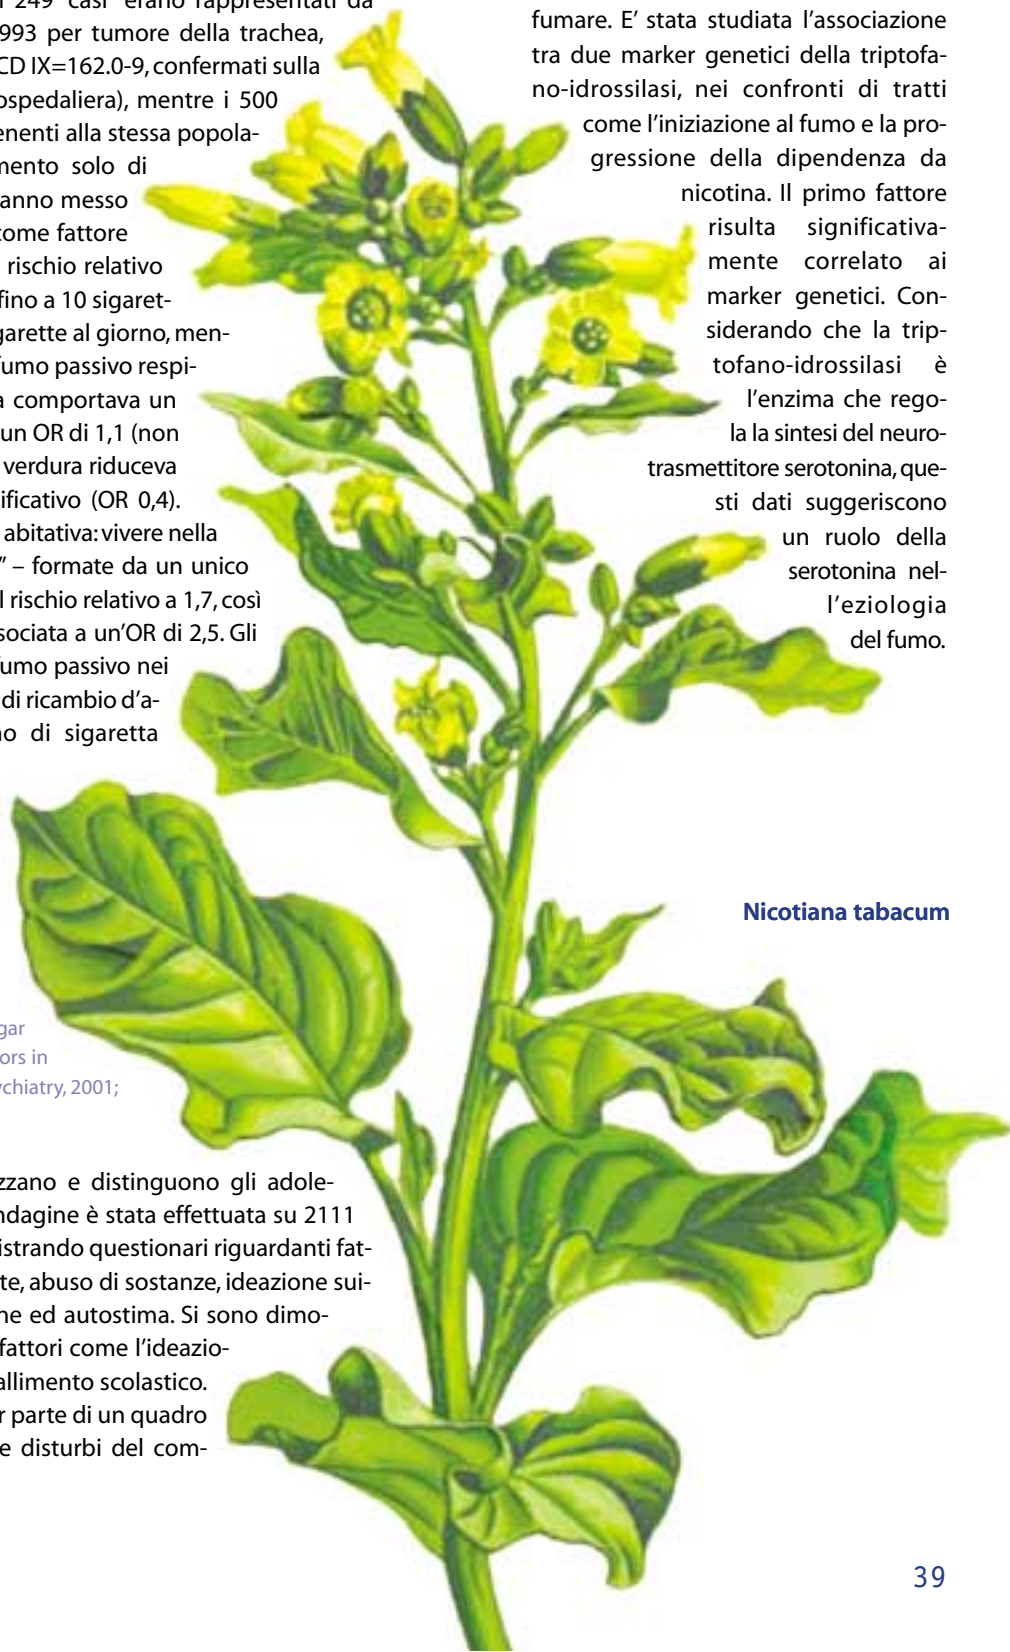 i 249 casi erano rappresentati da
993 per tumore della trachea,
CD IX=162.0-9, confermati sulla
ospedaliera), mentre i 500
enenti alla stessa popola-
mento solo di
anno messo
come fattore
rischio relativo
fino a 10 sigaret-
garette al giorno, men-
fumo passivo respi-
a comportava un
un OR di 1,1 (non
verdura riduceva
ificativo (OR 0,4).
abitativa: vivere nella
” – formate da un unico
l rischio relativo a 1,7, così
sociata a un’OR di 2,5. Gli
fumo passivo nei
di ricambio d’a-
no di sigaretta
gar
ors in
ychiatry, 2001;
zzano e distinguono gli adole-
ndagine è stata effettuata su 2111
istrando questionari riguardanti fat-
te, abuso di sostanze, ideazione sui-
ne ed autostima. Si sono dimo-
fattori come l’ideazio-
allimento scolastico.
r parte di un quadro
e disturbi del com-
fumare. E’ stata studiata l’associazione
tra due marker genetici della triptofa-
no-idrossilasi, nei confronti di tratti
come l’iniziazione al fumo e la pro-
gressione della dipendenza da
nicotina. Il primo fattore
risulta significativa-
mente correlato ai
marker genetici. Con-
siderando che la trip-
tofano-idrossilasi è
l’enzima che rego-
la la sintesi del neuro-
trasmettitore serotonina, que-
sti dati suggeriscono
un ruolo della
serotonina nel-
l’eziologia
del fumo.
Nicotiana tabacum
39